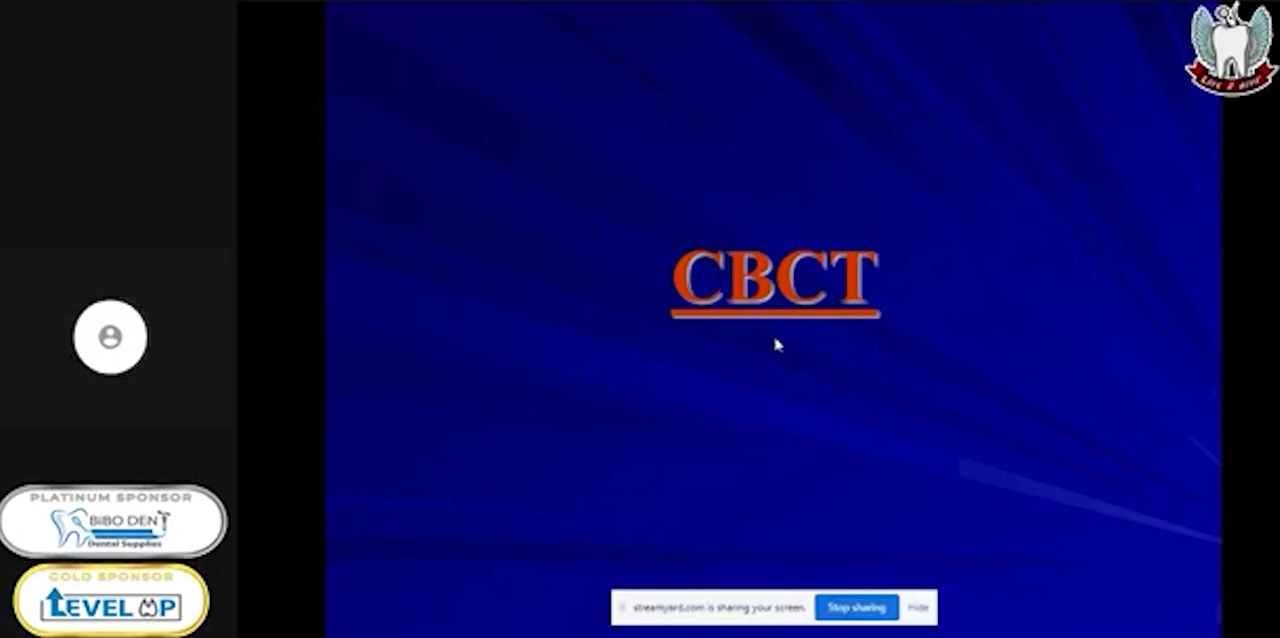 CBCT
PLATINUM SPONSOR
BiBO DENT
Dental Supplies
GOLD SPONSOR
LEVEL UP
streamyard.com is sharing your screen.
Stop sharing
Hide